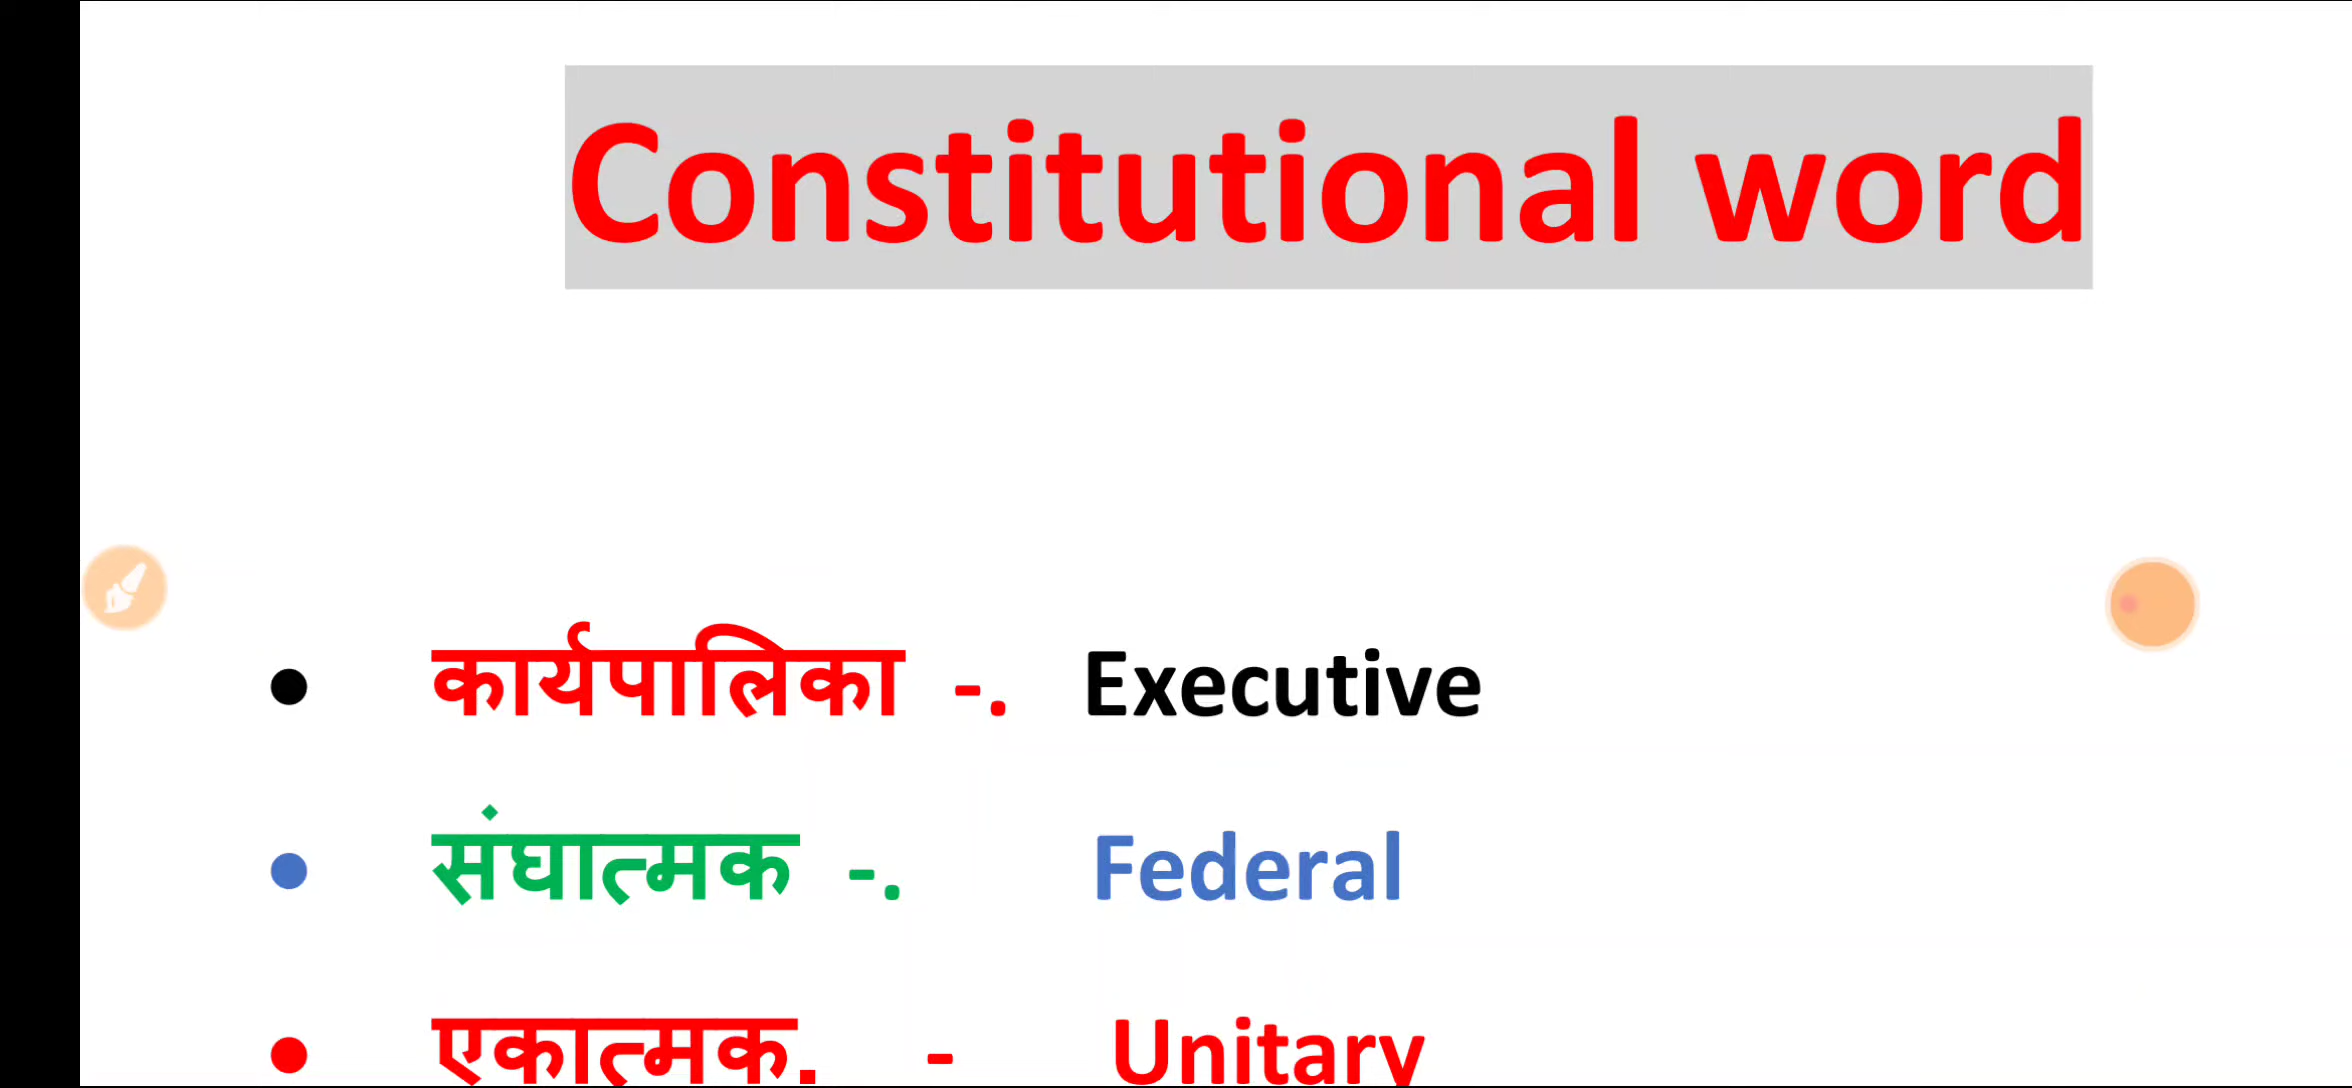 Constitutional word
• कार्यपालिका -. Executive
• संघात्मक -. Federal
• एकात्मक. - Unitary